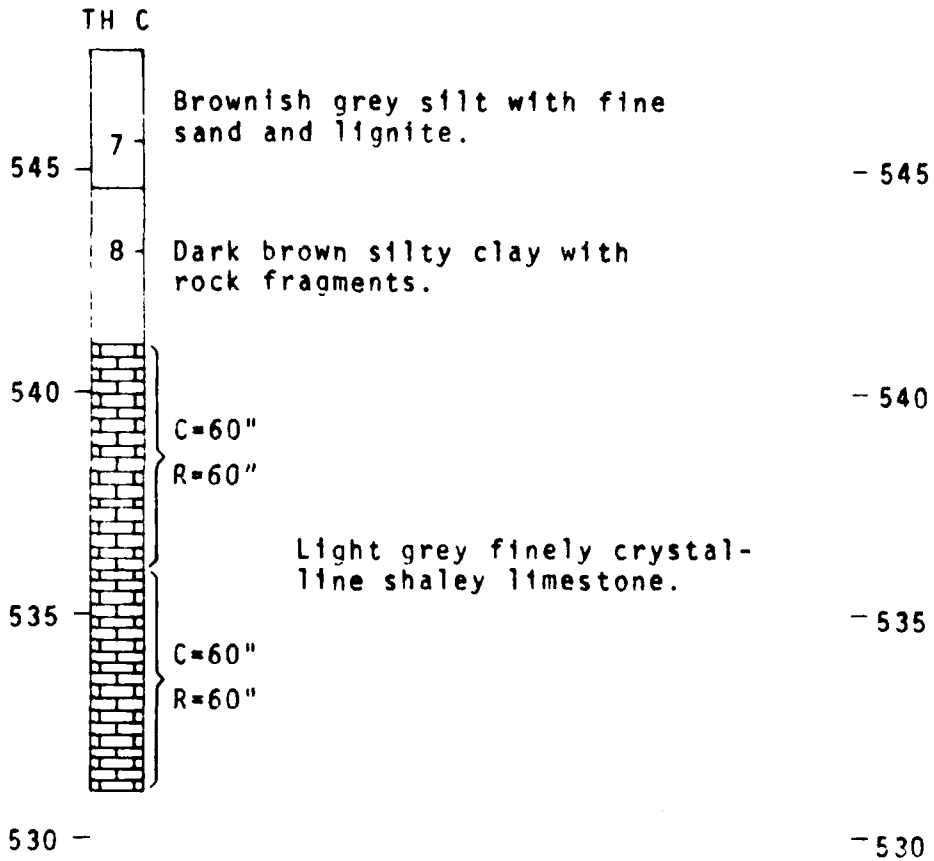 TH C
Brownish grey silt with fine
sand and lignite.
7
545
- 545
8
Dark brown silty clay with
rock fragments.
540
- 540
C=60"
R=60"
Light grey finely crystal-
line shaley limestone.
535
- 535
C=60"
R=60"
530
- 530